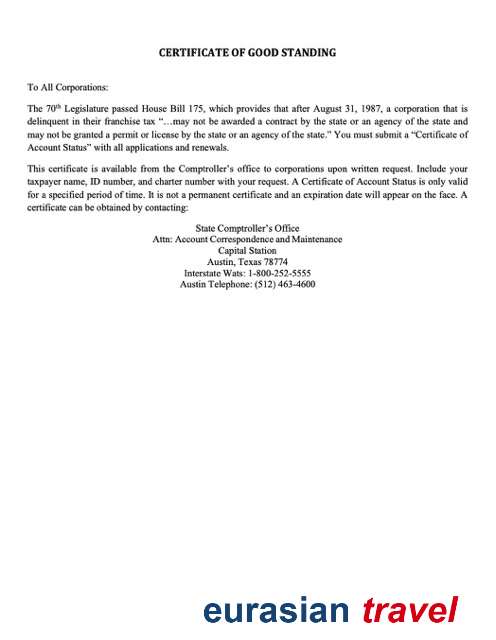 CERTIFICATE OF GOOD STANDING
To All Corporations:
The 70th Legislature passed House Bill 175, which provides that after August 31, 1987, a corporation that is
delinquent in their franchise tax “…may not be awarded a contract by the state or an agency of the state and
may not be granted a permit or license by the state or an agency of the state.” You must submit a “Certificate of
Account Status” with all applications and renewals.
This certificate is available from the Comptroller’s office to corporations upon written request. Include your
taxpayer name, ID number, and charter number with your request. A Certificate of Account Status is only valid
for a specified period of time. It is not a permanent certificate and an expiration date will appear on the face. A
certificate can be obtained by contacting:
State Comptroller’s Office
Attn: Account Correspondence and Maintenance
Capital Station
Austin, Texas 78774
Interstate Wats: 1-800-252-5555
Austin Telephone: (512) 463-4600
eurasian travel